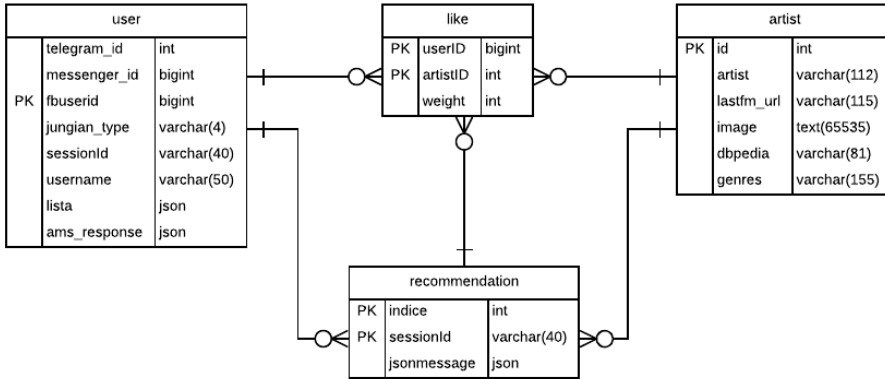 user
telegram_id int
messenger_id bigint
PK fbuserid bigint
jungian_type varchar(4)
sessionId varchar(40)
username varchar(50)
lista json
ams_response json
like
PK userID bigint
PK artistID int
weight int
artist
PK id int
artist varchar(112)
lastfm_url varchar(115)
image text(65535)
dbpedia varchar(81)
genres varchar(155)
recommendation
PK indice int
PK sessionId varchar(40)
jsonmessage json